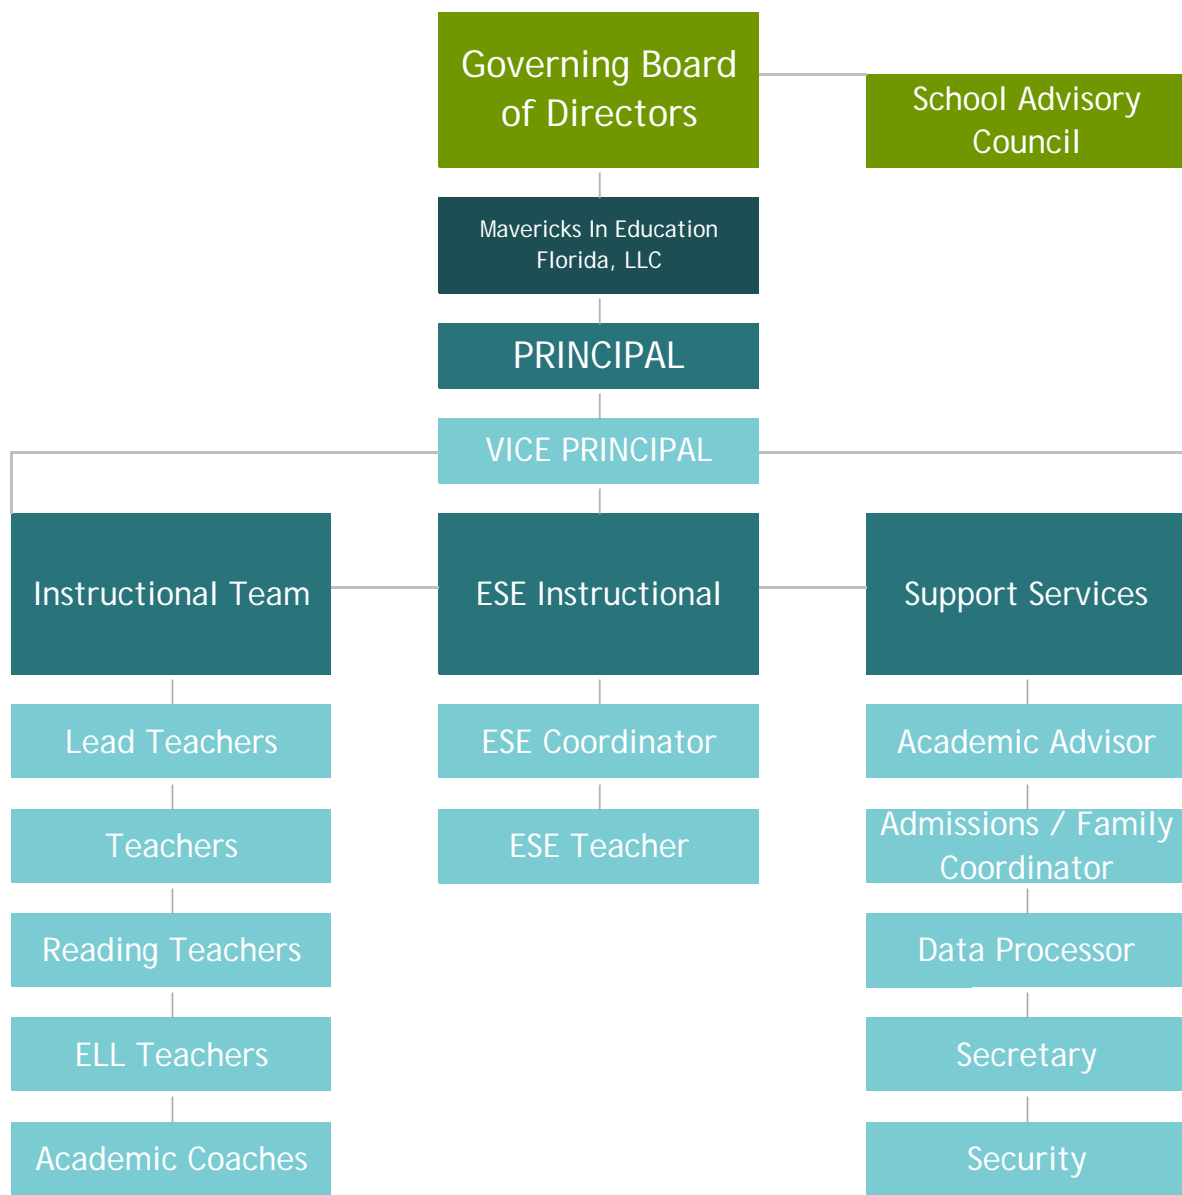 Governing Board
of Directors
School Advisory
Council
Mavericks In Education
Florida, LLC
PRINCIPAL
VICE PRINCIPAL
Instructional Team
ESE Instructional
Support Services
Lead Teachers
ESE Coordinator
Academic Advisor
Teachers
ESE Teacher
Admissions / Family
Coordinator
Reading Teachers
Data Processor
ELL Teachers
Secretary
Academic Coaches
Security